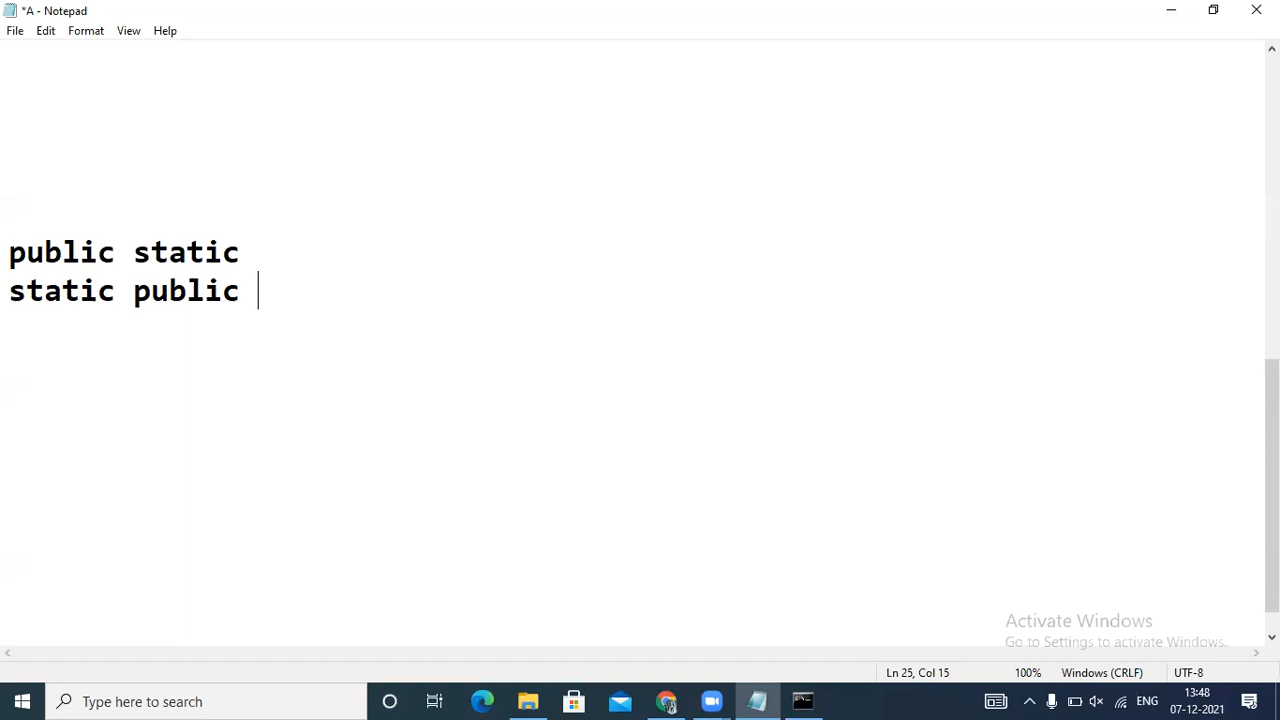 *A - Notepad
File Edit Format View Help
public static
static public
Activate Windows
Go to Settings to activate Windows.
Ln 25, Col 15 100% Windows (CRLF) UTF-8
Type here to search
ENG
13:48
07-12-2021